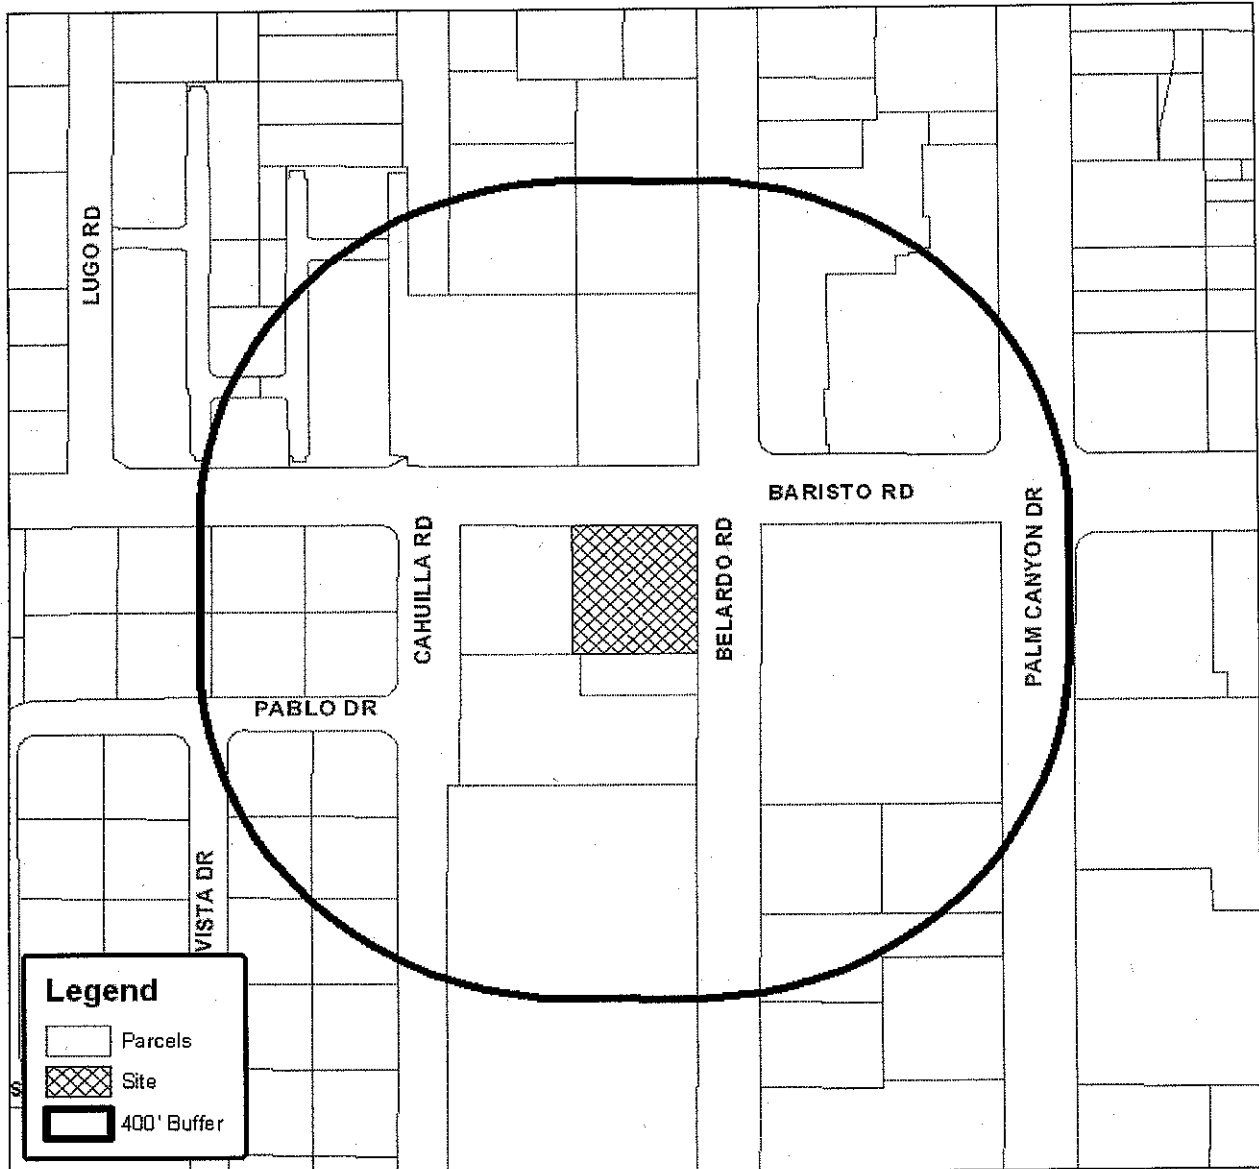 LUGO RD
BARISTO RD
CAHUILLA RD
BELARDO RD
PALM CANYON DR
PABLO DR
VISTA DR
Legend
Parcels
Site
400' Buffer
S